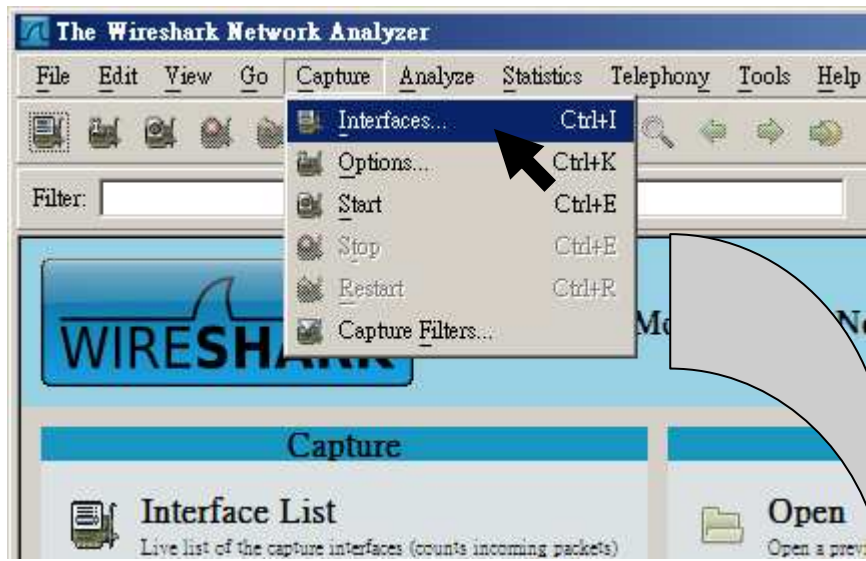 The Wireshark Network Analyzer
File Edit View Go Capture Analyze Statistics Telephony Tools Help
Interfaces... Ctrl+I
Options... Ctrl+K
Start Ctrl+E
Stop Ctrl+E
Restart Ctrl+R
Capture Filters...
Filter:
WIRESHARK
Capture
Interface List
Live list of the capture interfaces (counts incoming packets)
Open
Open a